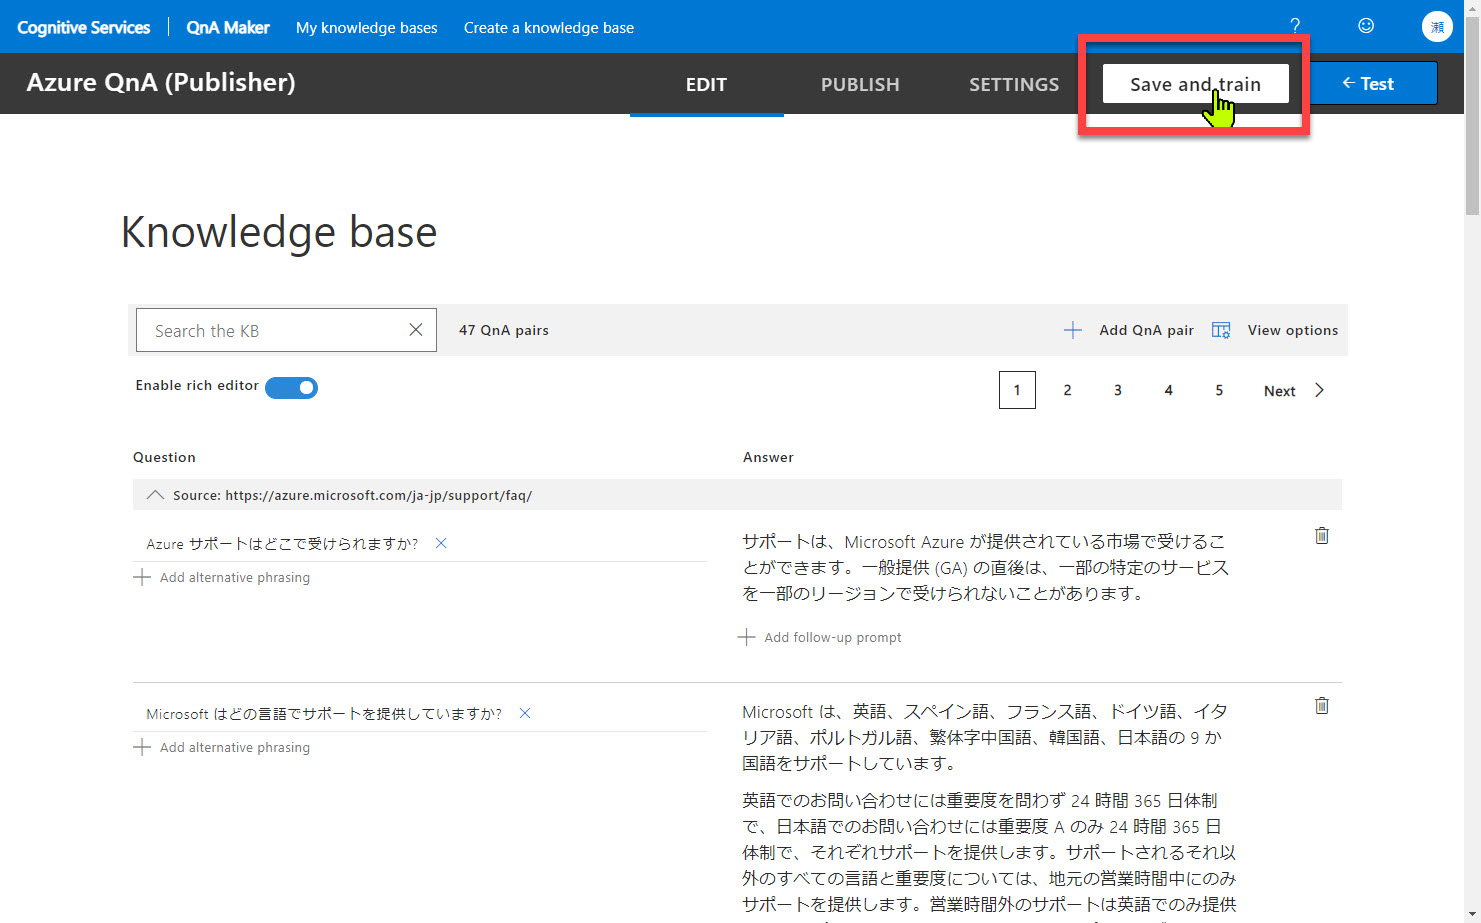 Cognitive Services QnA Maker My knowledge bases Create a knowledge base ? 瀬
Azure QnA (Publisher) EDIT PUBLISH SETTINGS Save and train ← Test
Knowledge base
Search the KB 47 QnA pairs Add QnA pair View options
Enable rich editor 1 2 3 4 5 Next
Question Answer
Source: https://azure.microsoft.com/ja-jp/support/faq/
Azure サポートはどこで受けられますか?
Add alternative phrasing
サポートは、Microsoft Azure が提供されている市場で受けるこ
とができます。一般提供 (GA) の直後は、一部の特定のサービス
を一部のリージョンで受けられないことがあります。
Add follow-up prompt
Microsoft はどの言語でサポートを提供していますか?
Add alternative phrasing
Microsoft は、英語、スペイン語、フランス語、ドイツ語、イタ
リア語、ポルトガル語、繁体字中国語、韓国語、日本語の 9 か
国語をサポートしています。
英語でのお問い合わせには重要度を問わず 24 時間 365 日体制
で、日本語でのお問い合わせには重要度 A のみ 24 時間 365 日
体制で、それぞれサポートを提供します。サポートされるそれ以
外のすべての言語と重要度については、地元の営業時間中にのみ
サポートを提供します。営業時間外のサポートは英語でのみ提供